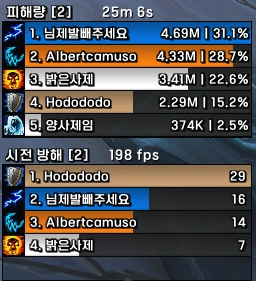 피해량 [2] 25m 6s
1. 님제발빼주세요 4.69M | 31.1%
2. Albertcamuso 4.33M | 28.7%
3. 밝은사제 3.41M | 22.6%
4. Hodododo 2.29M | 15.2%
5. 양사제임 374K | 2.5%
시전 방해 [2] 198 fps
1. Hodododo 29
2. 님제발빼주세요 16
3. Albertcamuso 14
4. 밝은사제 7